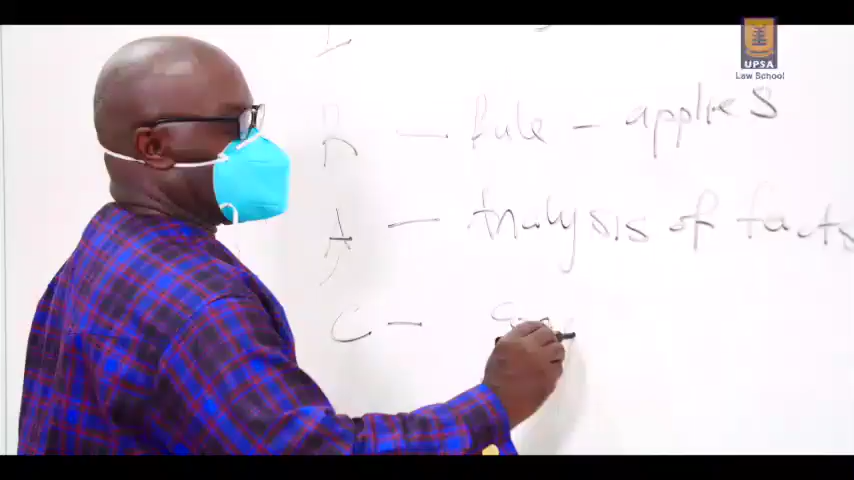 UPSA
Law School
I
R — Rule — applies
A — Analysis of facts
C —